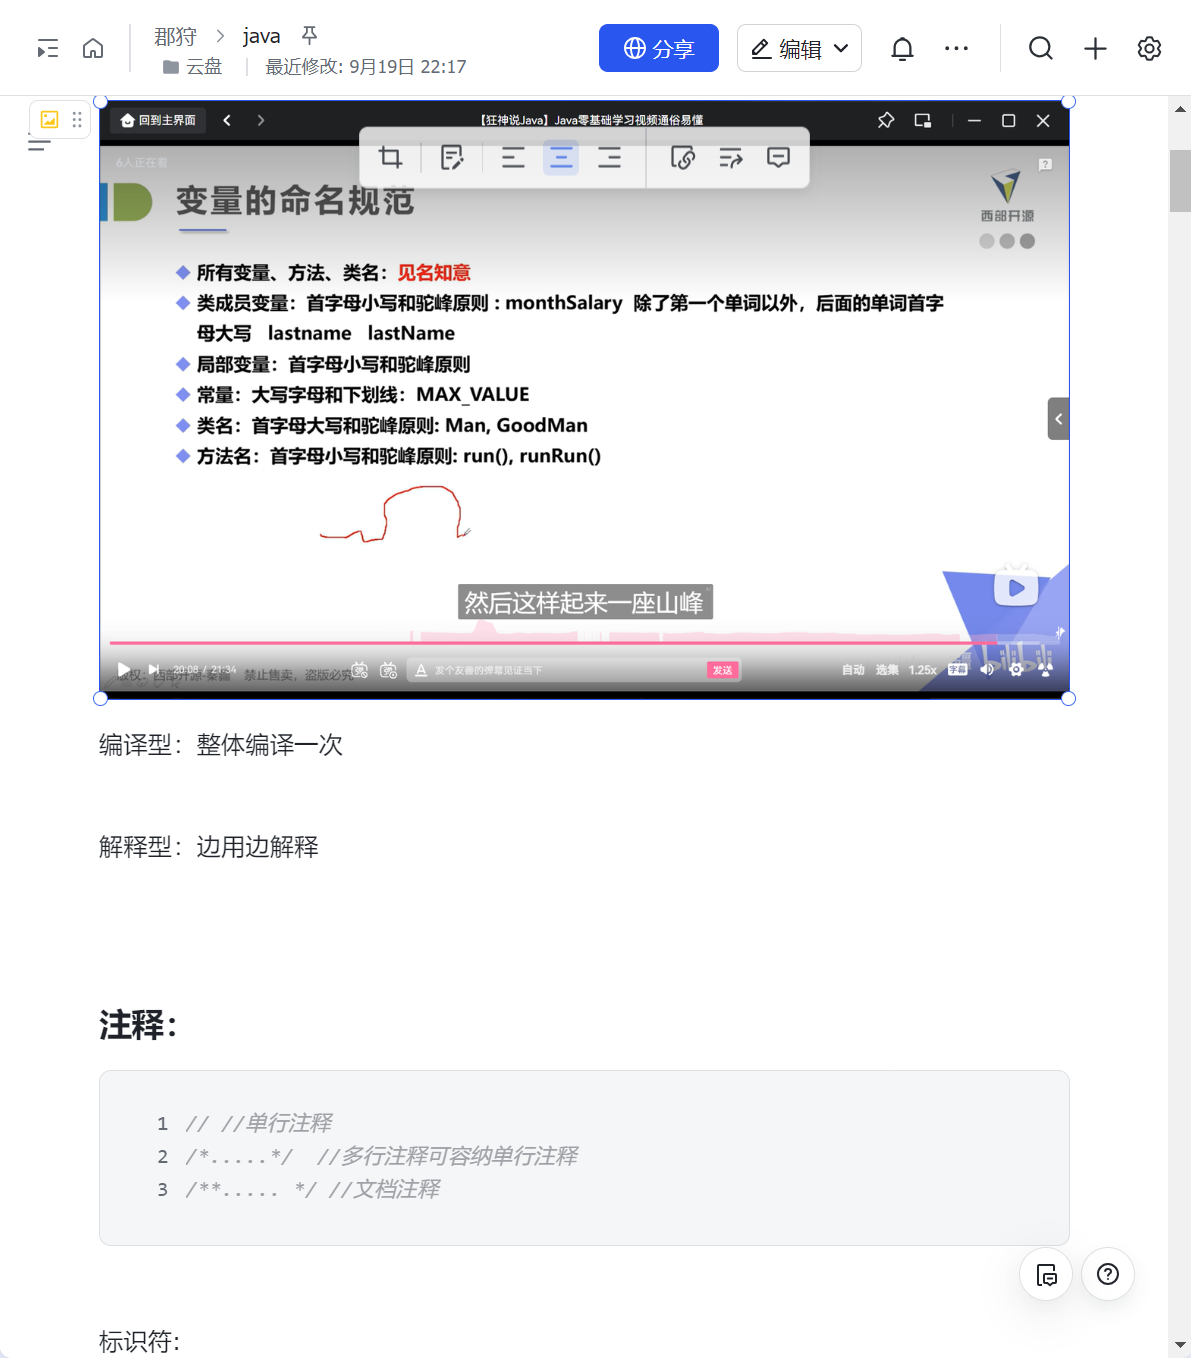 郡狩 > java
分享
编辑
云盘 | 最近修改: 9月19日 22:17
回到主界面
【狂神说Java】Java零基础学习视频通俗易懂
6人正在看
变量的命名规范
西部开源
所有变量、方法、类名：见名知意
类成员变量：首字母小写和驼峰原则 : monthSalary 除了第一个单词以外，后面的单词首字
母大写 lastname lastName
局部变量：首字母小写和驼峰原则
常量：大写字母和下划线：MAX_VALUE
类名：首字母大写和驼峰原则: Man, GoodMan
方法名：首字母小写和驼峰原则: run(), runRun()
然后这样起来一座山峰
20:08 / 21:34
发个友善的弹幕见证当下
发送
自动 选集 1.25x 字幕
版权：西部开源-秦疆 禁止售卖，盗版必究
bilibili
编译型：整体编译一次
解释型：边用边解释
注释：
1 // //单行注释
2 /*.....*/ //多行注释可容纳单行注释
3 /**..... */ //文档注释
标识符: